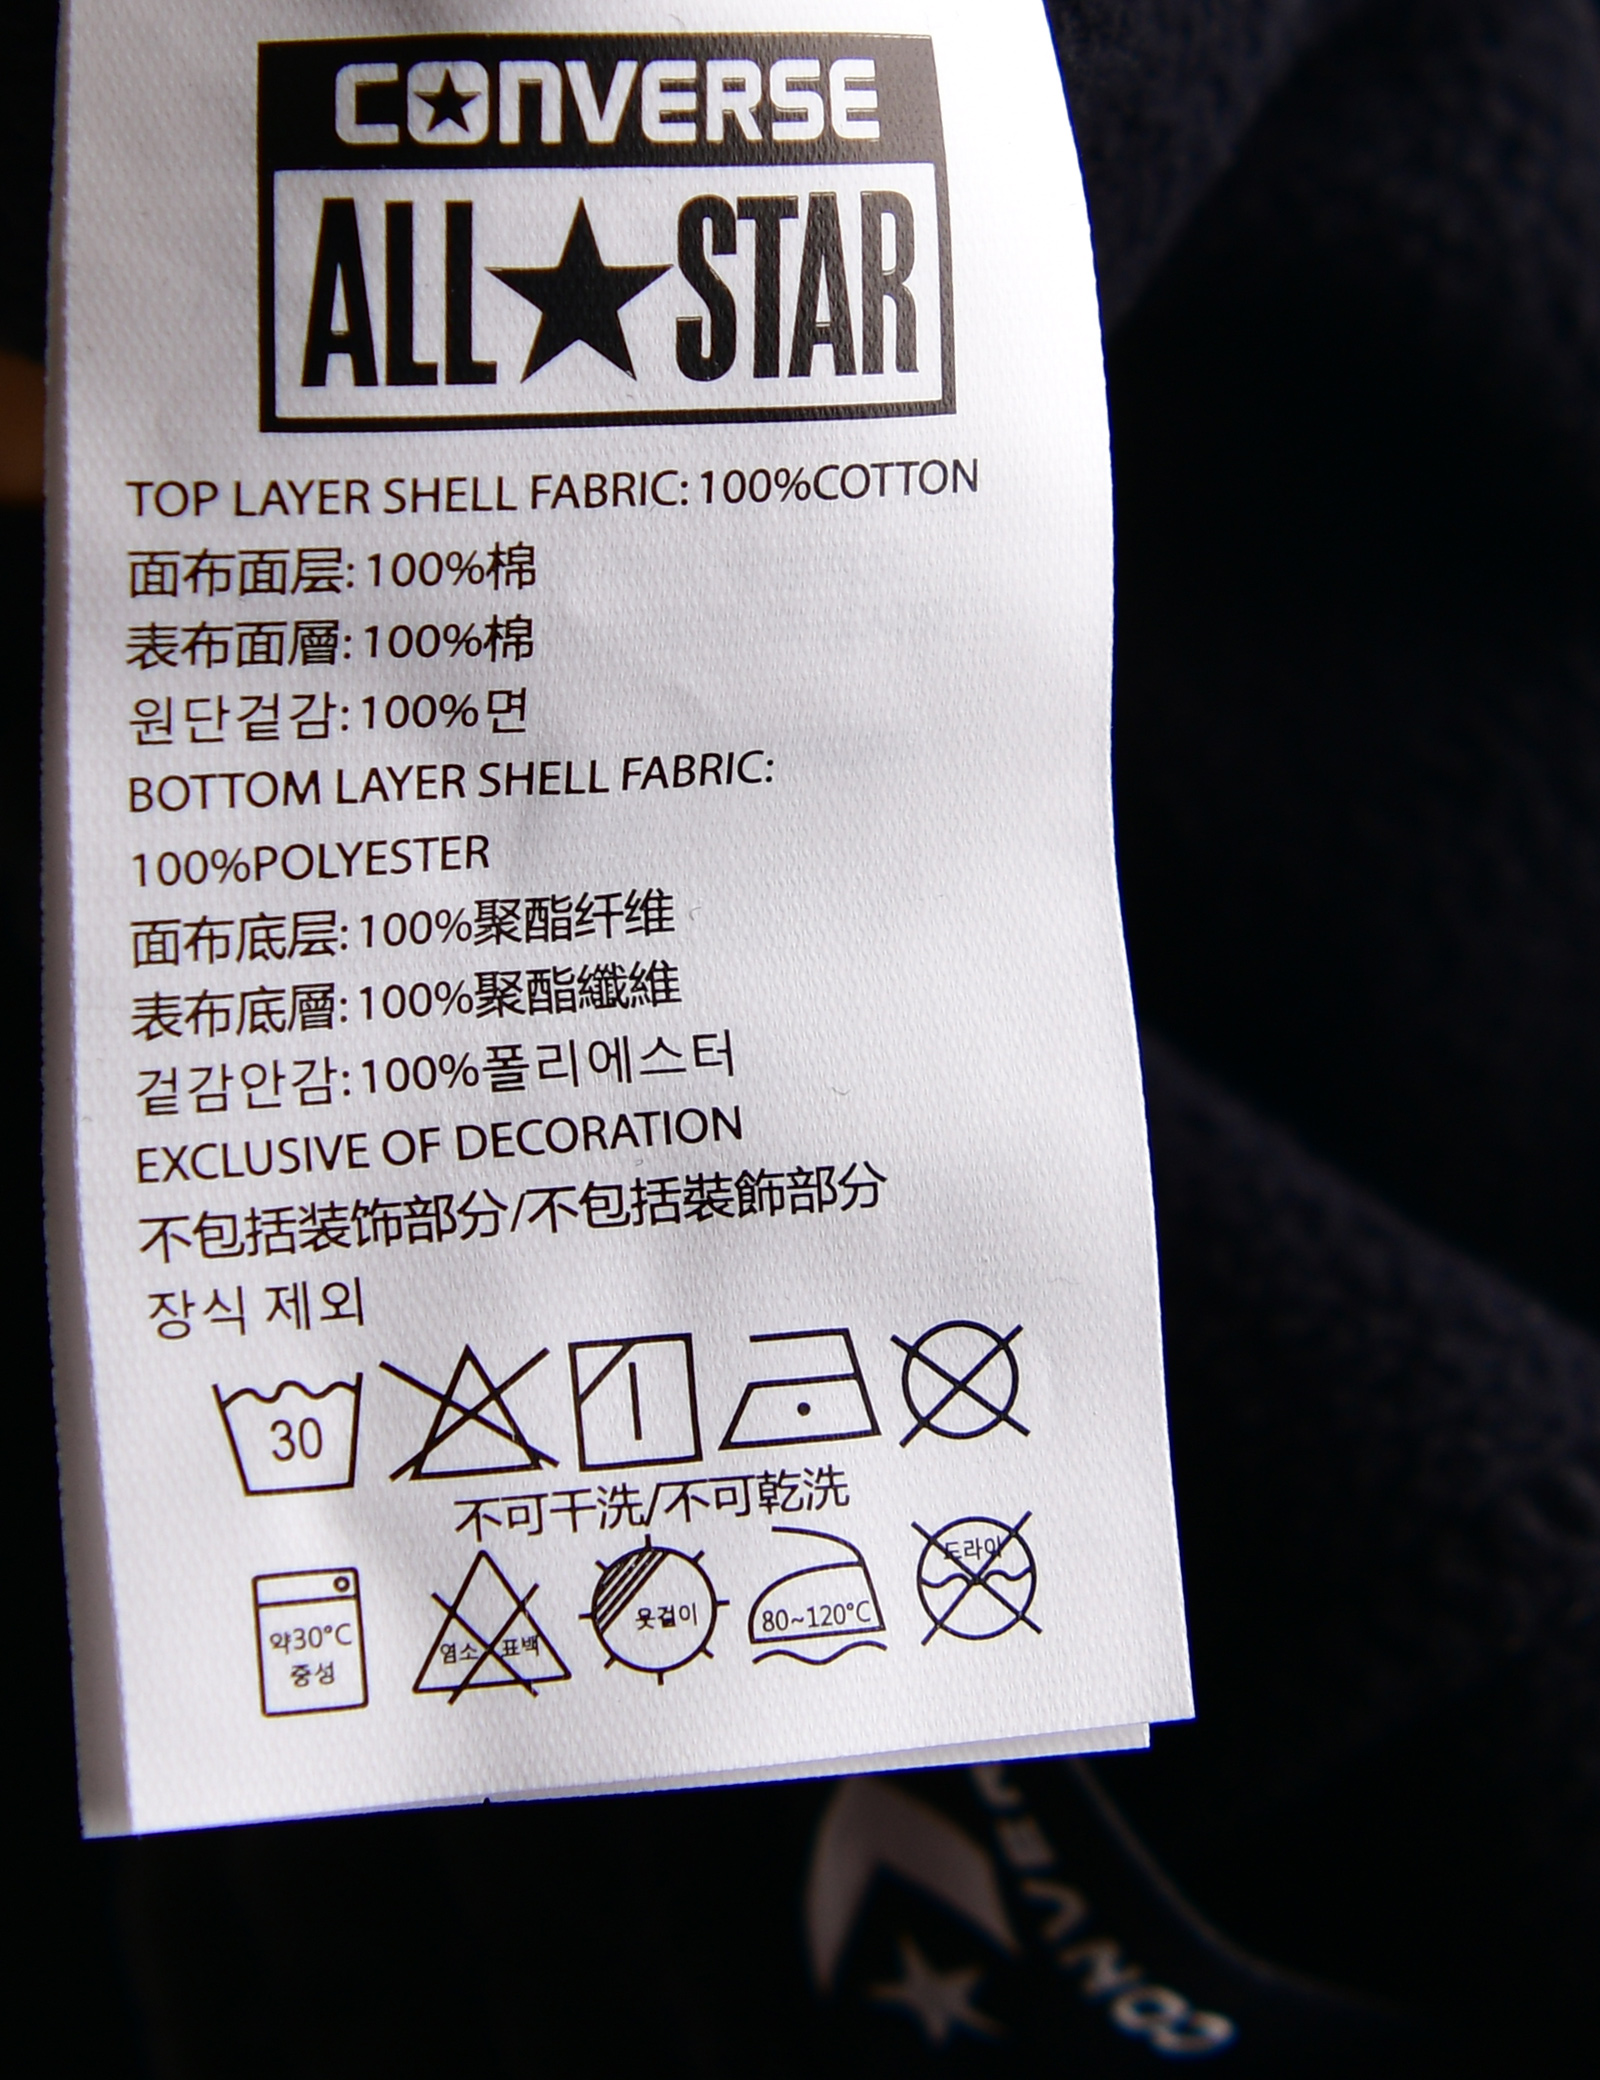 CONVERSE
ALL★STAR
TOP LAYER SHELL FABRIC: 100%COTTON
面布面层: 100%棉
表布面層: 100%棉
원단겉감: 100%면
BOTTOM LAYER SHELL FABRIC:
100%POLYESTER
面布底层: 100%聚酯纤维
表布底層: 100%聚酯纖維
겉감안감: 100%폴리에스터
EXCLUSIVE OF DECORATION
不包括装饰部分/不包括裝飾部分
장식 제외
30
不可干洗/不可乾洗
약30°C
중성
염소 표백
옷걸이
80~120°C
드라이
CONVERSE